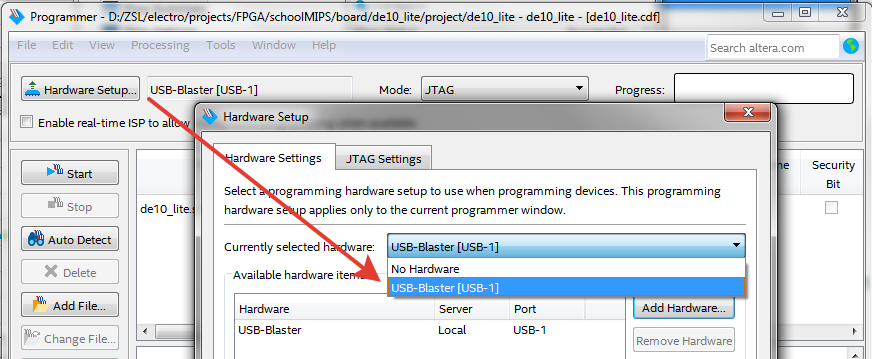 Programmer - D:/ZSL/electro/projects/FPGA/schoolMIPS/board/de10_lite/project/de10_lite - de10_lite - [de10_lite.cdf]
File Edit View Processing Tools Window Help
Search altera.com
Hardware Setup... USB-Blaster [USB-1] Mode: JTAG Progress:
Enable real-time ISP to allow
Hardware Setup
Hardware Settings JTAG Settings
Start
Stop
Auto Detect
Delete
Add File...
Change File...
de10_lite.s
Security
Bit
Select a programming hardware setup to use when programming devices. This programming
hardware setup applies only to the current programmer window.
Currently selected hardware: USB-Blaster [USB-1]
No Hardware
USB-Blaster [USB-1]
Available hardware item
Hardware Server Port
USB-Blaster Local USB-1
Add Hardware...
Remove Hardware